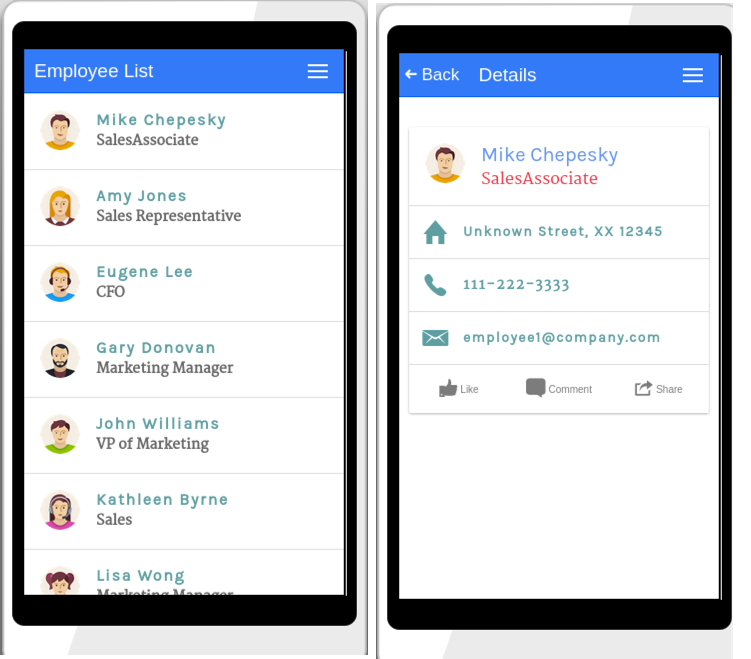 Employee List
Mike Chepesky
SalesAssociate
Amy Jones
Sales Representative
Eugene Lee
CFO
Gary Donovan
Marketing Manager
John Williams
VP of Marketing
Kathleen Byrne
Sales
Lisa Wong
Marketing Manager
Back Details
Mike Chepesky
SalesAssociate
Unknown Street, XX 12345
111-222-3333
employee1@company.com
Like Comment Share